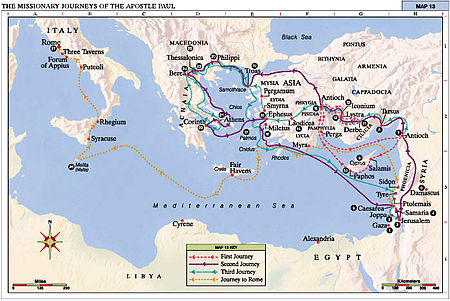 THE MISSIONARY JOURNEYS OF THE APOSTLE PAUL
MAP 13
A B C D E F G H
ITALY
Rome
Three Taverns
Forum of Appius
Puteoli
Rhegium
Syracuse
Malita (Malta)
MACEDONIA
Philippi
Thessalonica
Berea
Samothrace
ACHAIA
Chios
Athens
Corinth
Patmos
Cnidus
Crete
Fair Havens
Rhodes
Black Sea
Troas
MYSIA
ASIA
Pergamum
LYDIA
Smyrna
Ephesus
Miletus
Laodicea
LYCIA
Myra
PHRYGIA
PISIDIA
PAMPHYLIA
Perga
Antioch
Iconium
LYCAONIA
Lystra
Derbe
CILICIA
Tarsus
PONTUS
BITHYNIA
ARMENIA
GALATIA
CAPPADOCIA
Antioch
SYRIA
Cyprus
Salamis
Paphos
PHOENICIA
Sidon
Damascus
Tyre
Ptolemais
Caesarea
Samaria
Joppa
Jerusalem
Gaza
Mediterranean Sea
Cyrene
Alexandria
LIBYA
EGYPT
MAP 13 KEY
First Journey
Second Journey
Third Journey
Journey to Rome
Miles
Kilometers